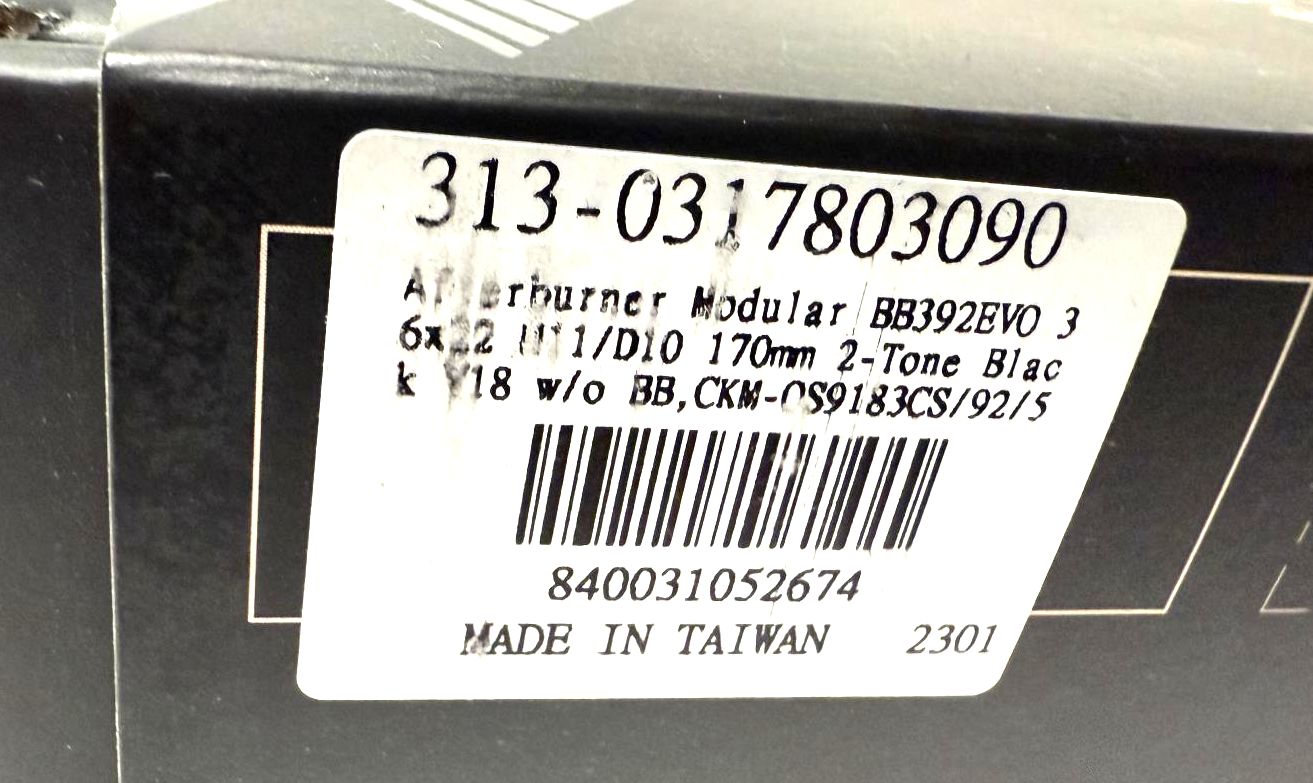 313-0317803090
Afterburner Modular BB392EVO 3
6x22 N11/D10 170mm 2-Tone Blac
k Y18 w/o BB,CKM-OS9183CS/92/5
840031052674
MADE IN TAIWAN 2301